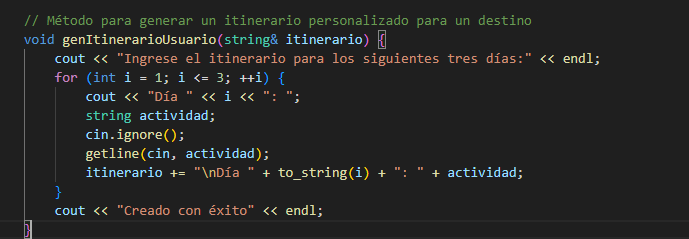 // Método para generar un itinerario personalizado para un destino
void genItinerarioUsuario(string& itinerario) {
    cout << "Ingrese el itinerario para los siguientes tres días:" << endl;
    for (int i = 1; i <= 3; ++i) {
        cout << "Día " << i << ": ";
        string actividad;
        cin.ignore();
        getline(cin, actividad);
        itinerario += "\nDía " + to_string(i) + ": " + actividad;
    }
    cout << "Creado con éxito" << endl;
}